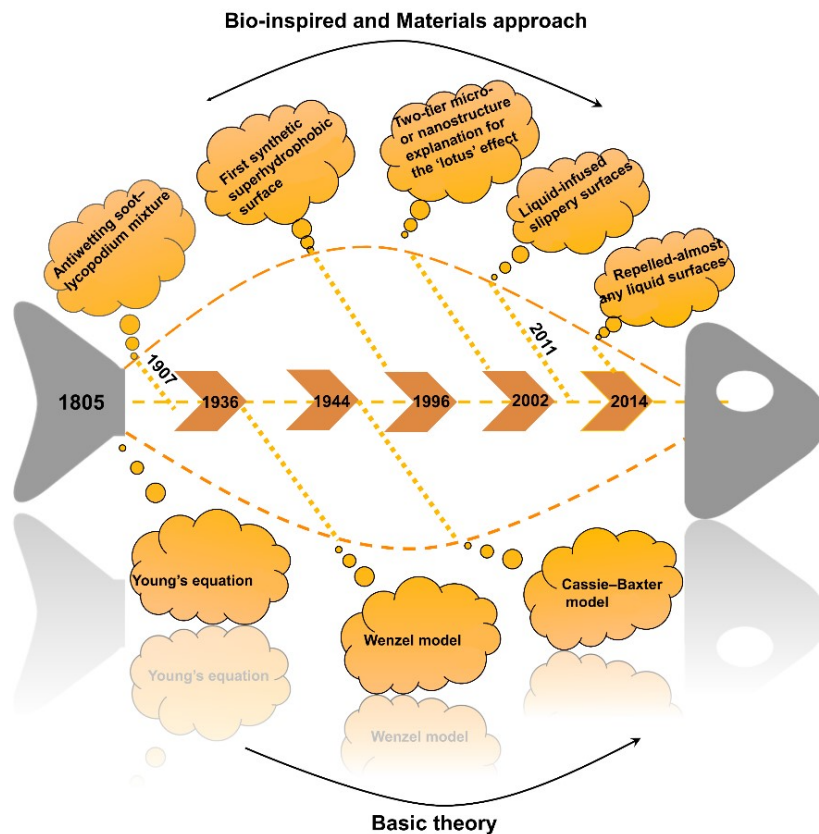 Bio-inspired and Materials approach
Antiwetting soot–
lycopodium mixture
First synthetic
superhydrophobic
surface
Two-tier micro-
or nanostructure
explanation for
the ‘lotus’ effect
Liquid-infused
slippery surfaces
Repelled-almost
any liquid surfaces
1805
1907
1936
1944
1996
2002
2011
2014
Young’s equation
Wenzel model
Cassie–Baxter
model
Young’s equation
Wenzel model
Basic theory